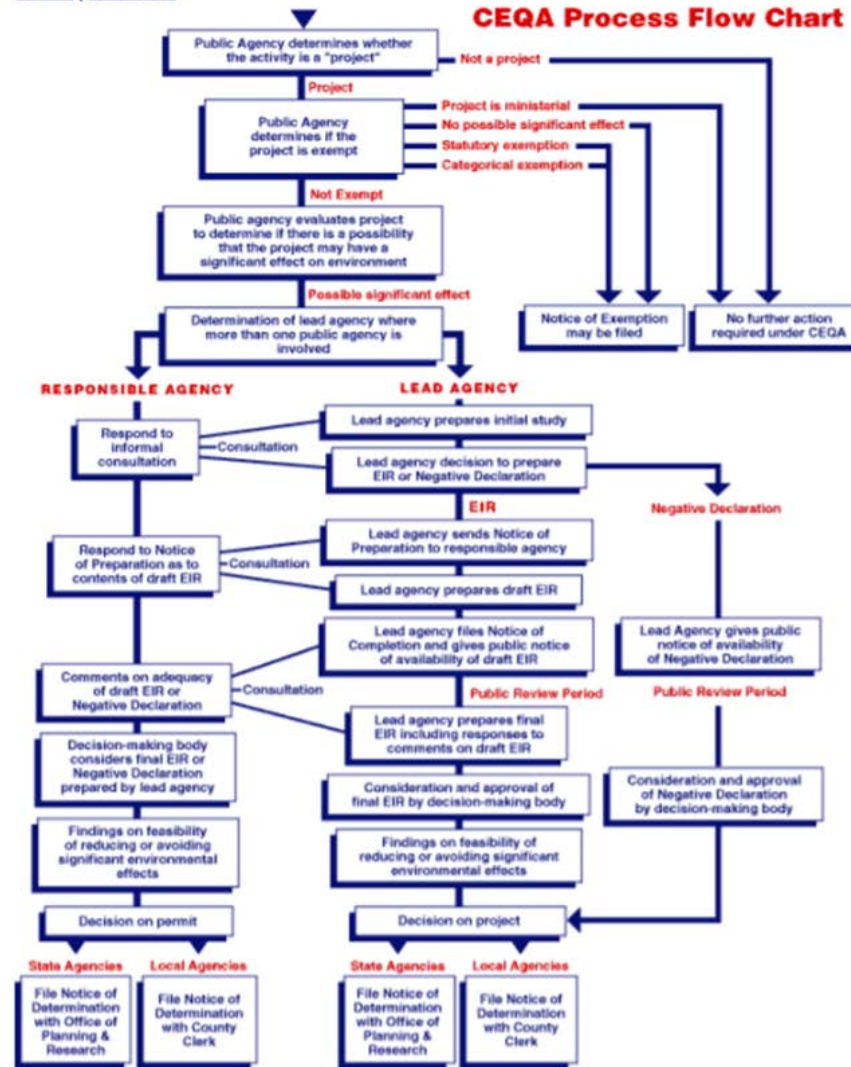 CEQA Process Flow Chart
Public Agency determines whether
the activity is a "project"
Not a project
Project
Public Agency
determines if the
project is exempt
Project is ministerial
No possible significant effect
Statutory exemption
Categorical exemption
Not Exempt
Public agency evaluates project
to determine if there is a possibility
that the project may have a
significant effect on environment
Possible significant effect
Notice of Exemption
may be filed
No further action
required under CEQA
Determination of lead agency where
more than one public agency is
involved
RESPONSIBLE AGENCY
LEAD AGENCY
Respond to
informal
consultation
Consultation
Lead agency prepares initial study
Lead agency decision to prepare
EIR or Negative Declaration
EIR
Negative Declaration
Respond to Notice
of Preparation as to
contents of draft EIR
Consultation
Lead agency sends Notice of
Preparation to responsible agency
Lead agency prepares draft EIR
Lead agency files Notice of
Completion and gives public notice
of availability of draft EIR
Lead Agency gives public
notice of availability
of Negative Declaration
Comments on adequacy
of draft EIR or
Negative Declaration
Consultation
Public Review Period
Public Review Period
Lead agency prepares final
EIR including responses to
comments on draft EIR
Decision-making body
considers final EIR or
Negative Declaration
prepared by lead agency
Consideration and approval of
final EIR by decision-making body
Consideration and approval
of Negative Declaration
by decision-making body
Findings on feasibility
of reducing or avoiding
significant environmental
effects
Findings on feasibility of
reducing or avoiding significant
environmental effects
Decision on permit
Decision on project
State Agencies
Local Agencies
State Agencies
Local Agencies
File Notice of
Determination
with Office of
Planning &
Research
File Notice of
Determination
with County
Clerk
File Notice of
Determination
with Office of
Planning &
Research
File Notice of
Determination
with County
Clerk